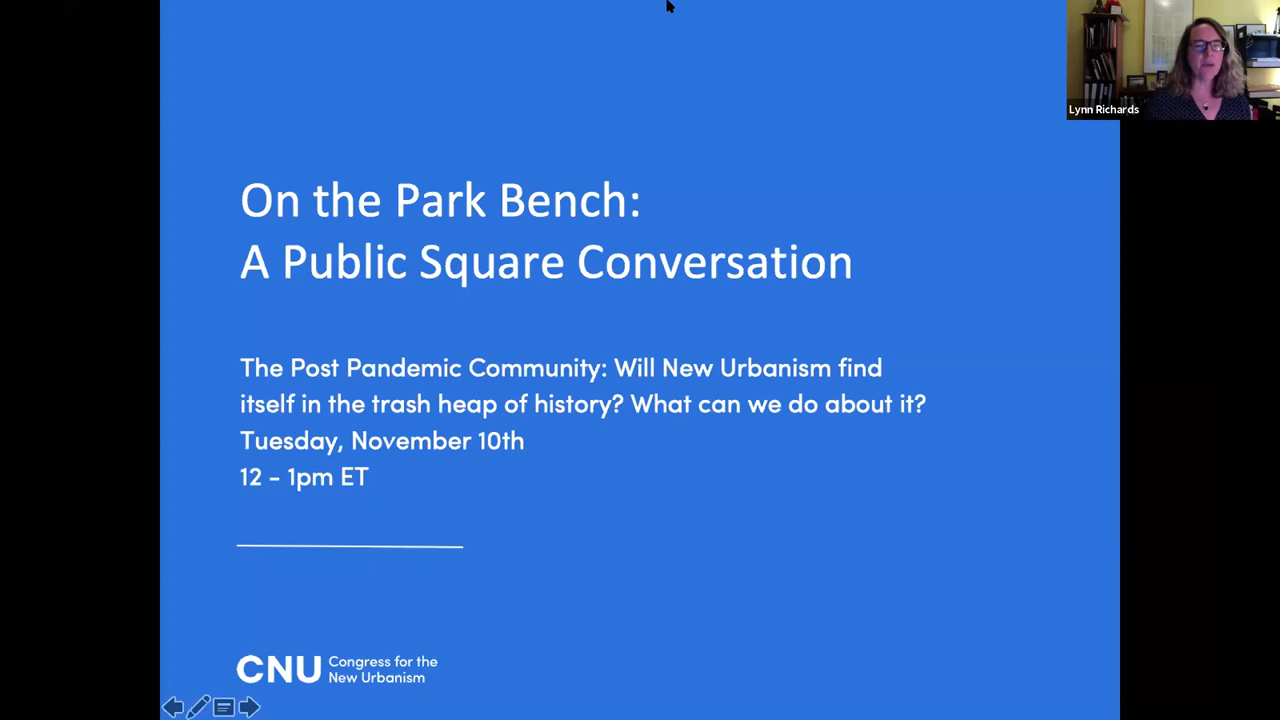 Lynn Richards
On the Park Bench:
A Public Square Conversation
The Post Pandemic Community: Will New Urbanism find
itself in the trash heap of history? What can we do about it?
Tuesday, November 10th
12 - 1pm ET
CNU Congress for the
New Urbanism